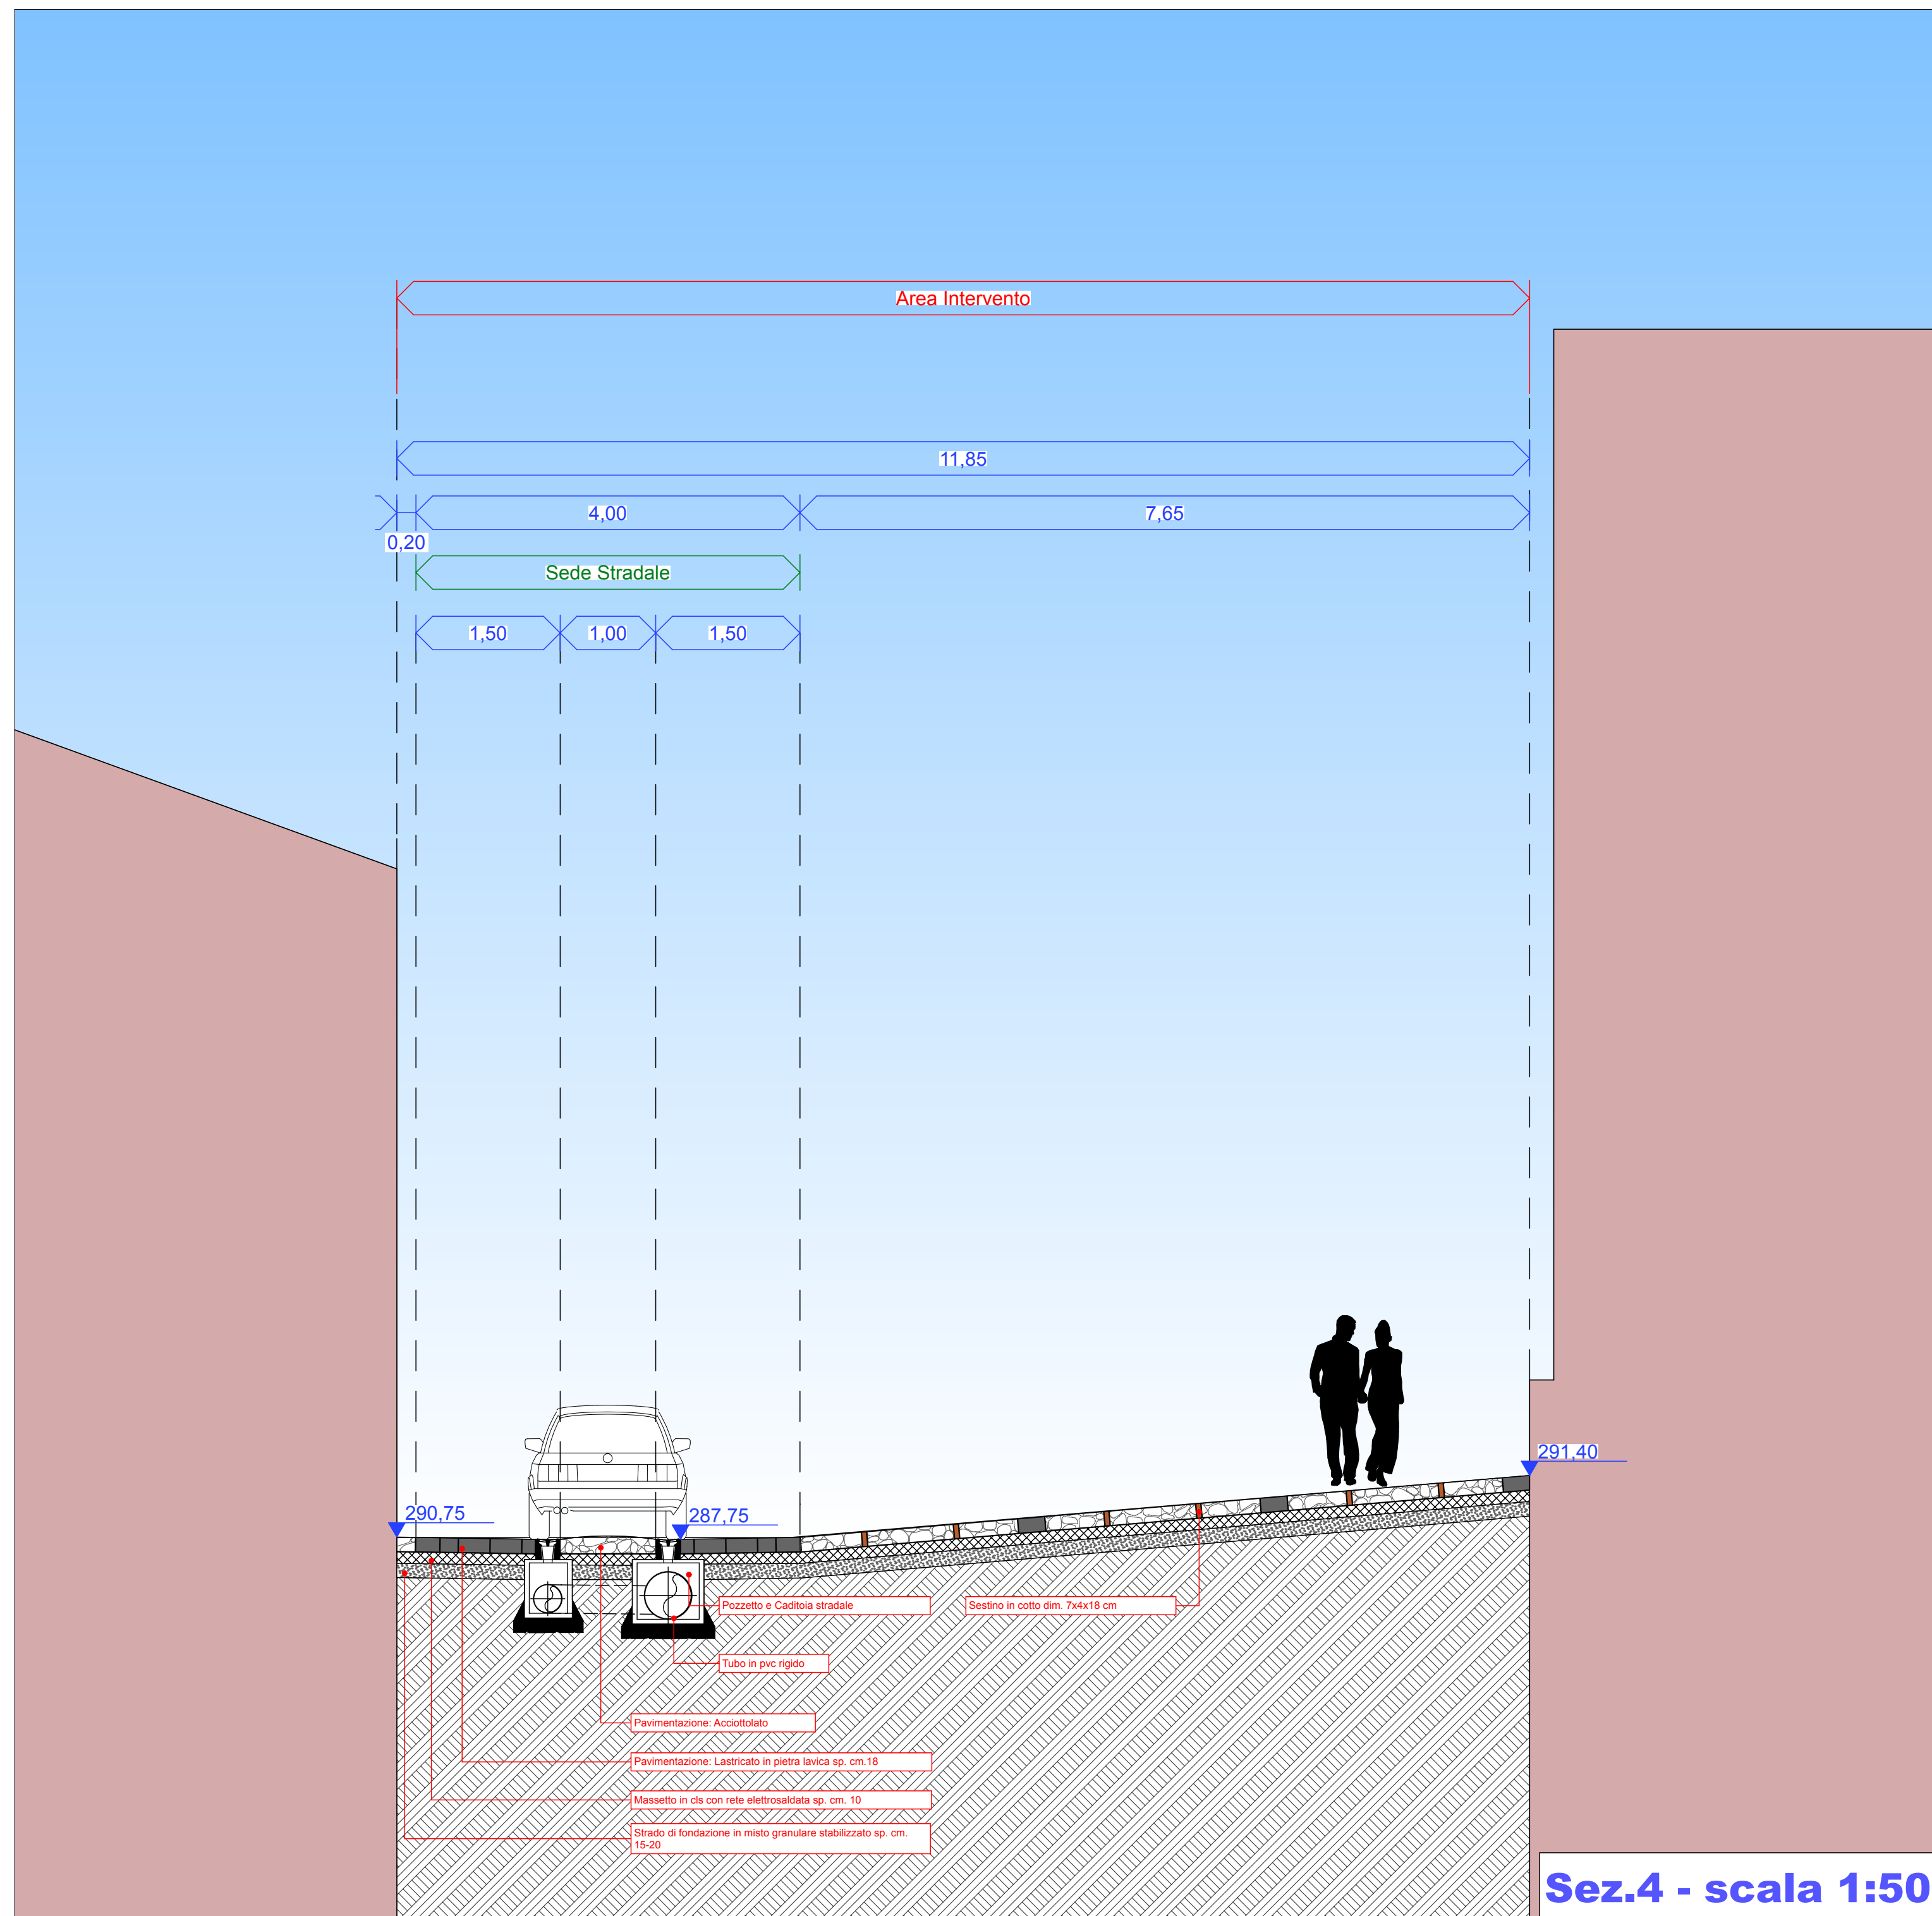 Area Intervento
11,85
4,00
7,65
0,20
Sede Stradale
1,50
1,00
1,50
291,40
290,75
287,75
Pozzetto e Caditoia stradale
Sestino in cotto dim. 7x4x18 cm
Tubo in pvc rigido
Pavimentazione: Acciottolato
Pavimentazione: Lastricato in pietra lavica sp. cm.18
Massetto in cls con rete elettrosaldata sp. cm. 10
Strado di fondazione in misto granulare stabilizzato sp. cm.
15-20
Sez.4 - scala 1:50